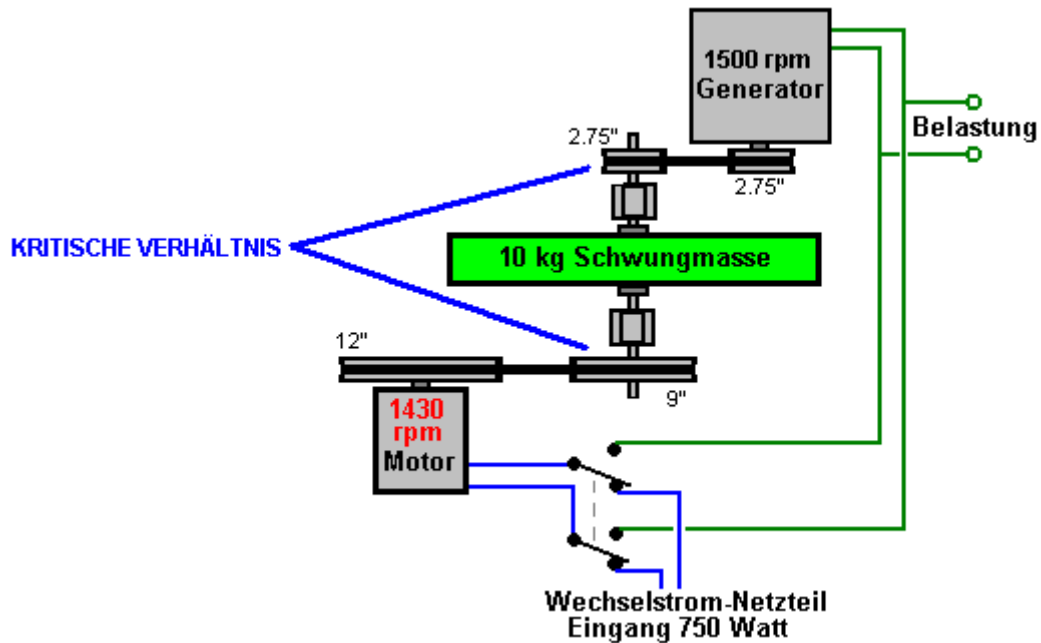 1500 rpm
Generator
2.75"
Belastung
2.75"
KRITISCHE VERHÄLTNIS
10 kg Schwungmasse
12"
9"
1430
rpm
Motor
Wechselstrom-Netzteil
Eingang 750 Watt